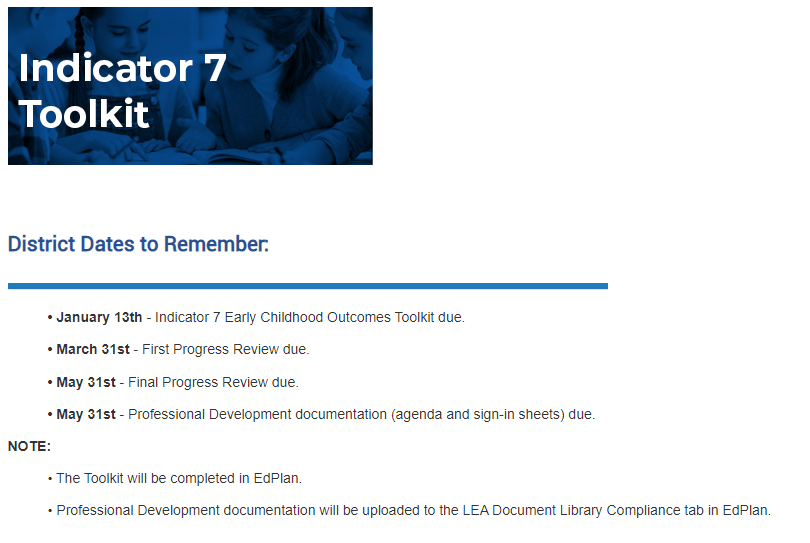 Indicator 7
Toolkit
District Dates to Remember:
• January 13th - Indicator 7 Early Childhood Outcomes Toolkit due.
• March 31st - First Progress Review due.
• May 31st - Final Progress Review due.
• May 31st - Professional Development documentation (agenda and sign-in sheets) due.
NOTE:
• The Toolkit will be completed in EdPlan.
• Professional Development documentation will be uploaded to the LEA Document Library Compliance tab in EdPlan.